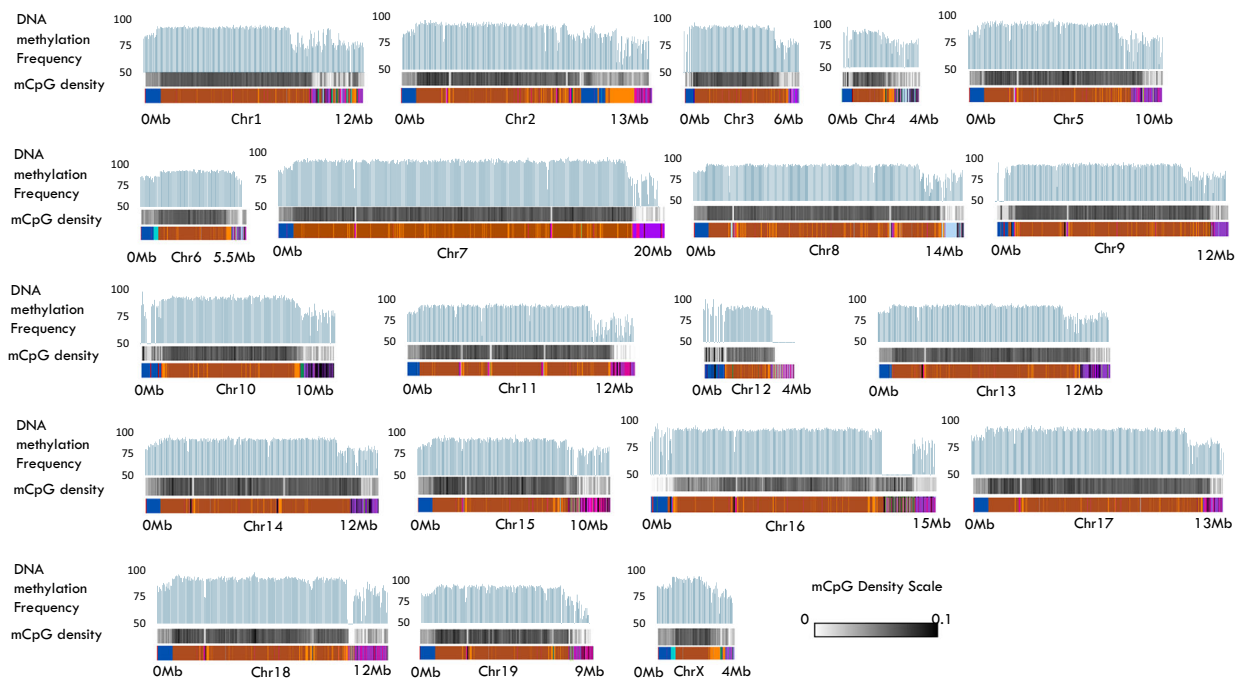 DNA
methylation
Frequency
mCpG density
100
75
50
100
75
50
100
75
50
100
75
50
100
75
50
0Mb Chr1 12Mb
0Mb Chr2 13Mb
0Mb Chr3 6Mb
0Mb Chr4 4Mb
0Mb Chr5 10Mb
DNA
methylation
Frequency
mCpG density
100
75
50
100
75
50
100
75
50
100
75
50
0Mb Chr6 5.5Mb
0Mb Chr7 20Mb
0Mb Chr8 14Mb
0Mb Chr9 12Mb
DNA
methylation
Frequency
mCpG density
100
75
50
100
75
50
100
75
50
100
75
50
0Mb Chr10 10Mb
0Mb Chr11 12Mb
0Mb Chr12 4Mb
0Mb Chr13 12Mb
DNA
methylation
Frequency
mCpG density
100
75
50
100
75
50
100
75
50
100
75
50
0Mb Chr14 12Mb
0Mb Chr15 10Mb
0Mb Chr16 15Mb
0Mb Chr17 13Mb
DNA
methylation
Frequency
mCpG density
100
75
50
100
75
50
100
75
50
0Mb Chr18 12Mb
0Mb Chr19 9Mb
0Mb ChrX 4Mb
mCpG Density Scale
0 0.1